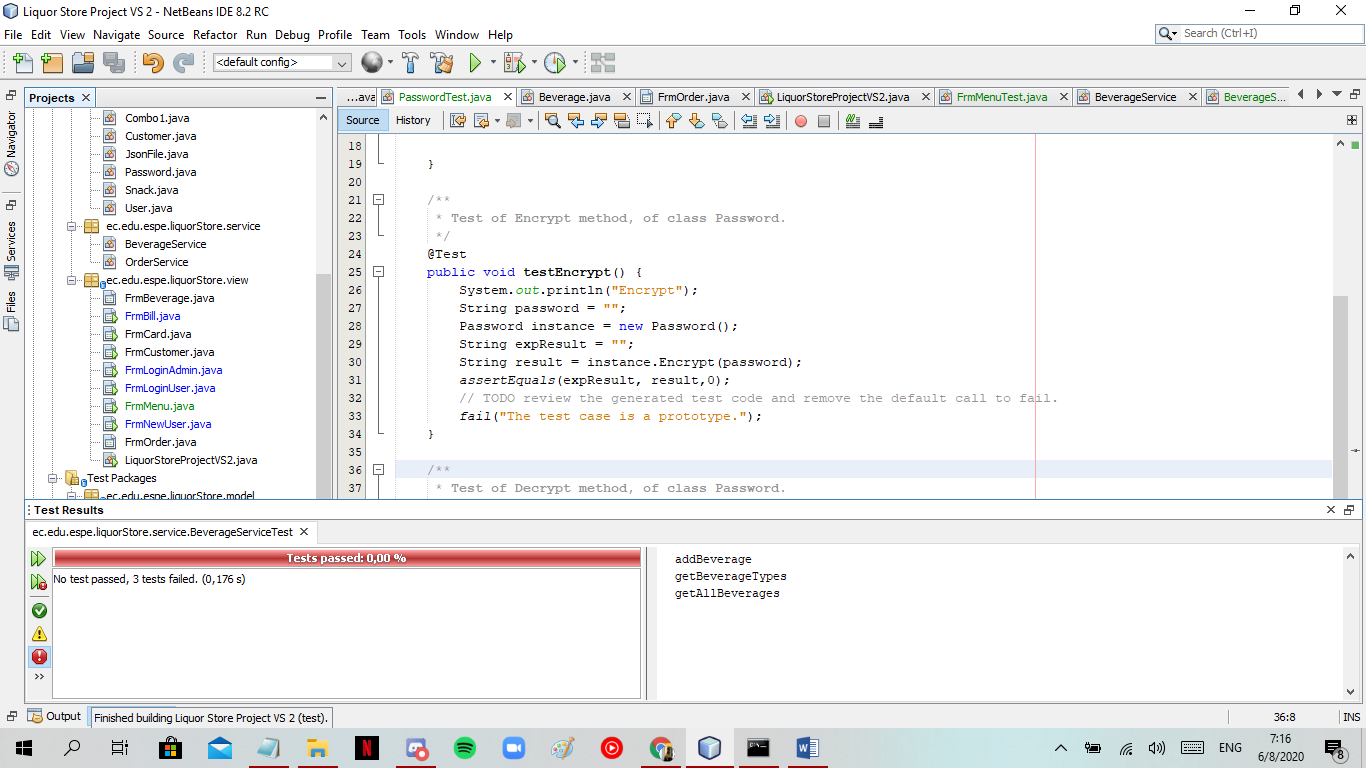 Liquor Store Project VS 2 - NetBeans IDE 8.2 RC
File Edit View Navigate Source Refactor Run Debug Profile Team Tools Window Help
Search (Ctrl+I)
<default config>
Projects
...ava PasswordTest.java Beverage.java FrmOrder.java LiquorStoreProjectVS2.java FrmMenuTest.java BeverageService BeverageS...
Source History
Navigator
Services
Files
Combo1.java
Customer.java
JsonFile.java
Password.java
Snack.java
User.java
ec.edu.espe.liquorStore.service
BeverageService
OrderService
ec.edu.espe.liquorStore.view
FrmBeverage.java
FrmBill.java
FrmCard.java
FrmCustomer.java
FrmLoginAdmin.java
FrmLoginUser.java
FrmMenu.java
FrmNewUser.java
FrmOrder.java
LiquorStoreProjectVS2.java
Test Packages
ec.edu.espe.liquorStore.model
18
19 }
20
21 /**
22 * Test of Encrypt method, of class Password.
23 */
24 @Test
25 public void testEncrypt() {
26 System.out.println("Encrypt");
27 String password = "";
28 Password instance = new Password();
29 String expResult = "";
30 String result = instance.Encrypt(password);
31 assertEquals(expResult, result,0);
32 // TODO review the generated test code and remove the default call to fail.
33 fail("The test case is a prototype.");
34 }
35
36 /**
37 * Test of Decrypt method, of class Password.
Test Results
ec.edu.espe.liquorStore.service.BeverageServiceTest
Tests passed: 0,00 %
No test passed, 3 tests failed. (0,176 s)
addBeverage
getBeverageTypes
getAllBeverages
Output
Finished building Liquor Store Project VS 2 (test).
36:8
INS
ENG
7:16
6/8/2020
8